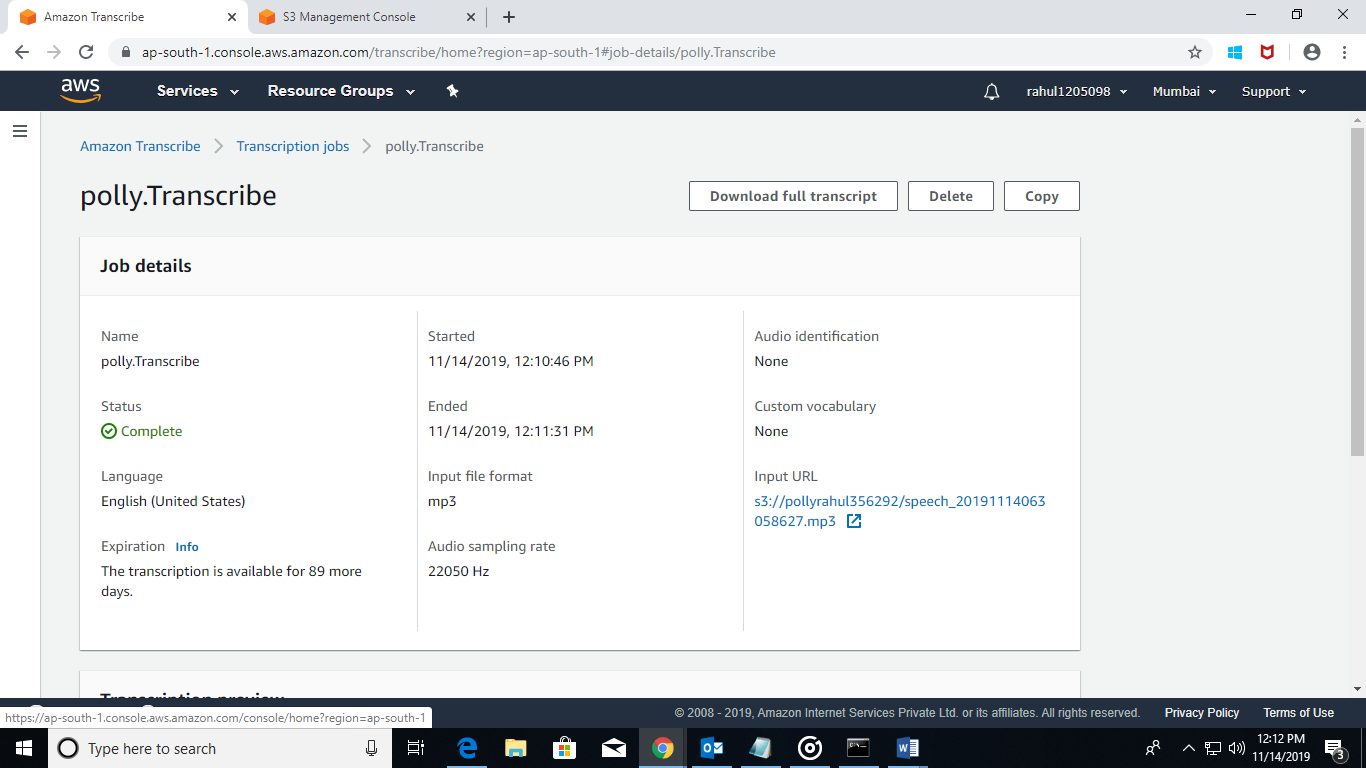 Amazon Transcribe
S3 Management Console
ap-south-1.console.aws.amazon.com/transcribe/home?region=ap-south-1#job-details/polly.Transcribe
aws
Services
Resource Groups
rahul1205098
Mumbai
Support
Amazon Transcribe
Transcription jobs
polly.Transcribe
polly.Transcribe
Download full transcript
Delete
Copy
Job details
Name
polly.Transcribe
Status
Complete
Language
English (United States)
Expiration Info
The transcription is available for 89 more
days.
Started
11/14/2019, 12:10:46 PM
Ended
11/14/2019, 12:11:31 PM
Input file format
mp3
Audio sampling rate
22050 Hz
Audio identification
None
Custom vocabulary
None
Input URL
s3://pollyrahul356292/speech_20191114063
058627.mp3
Transcription preview
https://ap-south-1.console.aws.amazon.com/console/home?region=ap-south-1
© 2008 - 2019, Amazon Internet Services Private Ltd. or its affiliates. All rights reserved.
Privacy Policy
Terms of Use
Type here to search
12:12 PM
11/14/2019
3